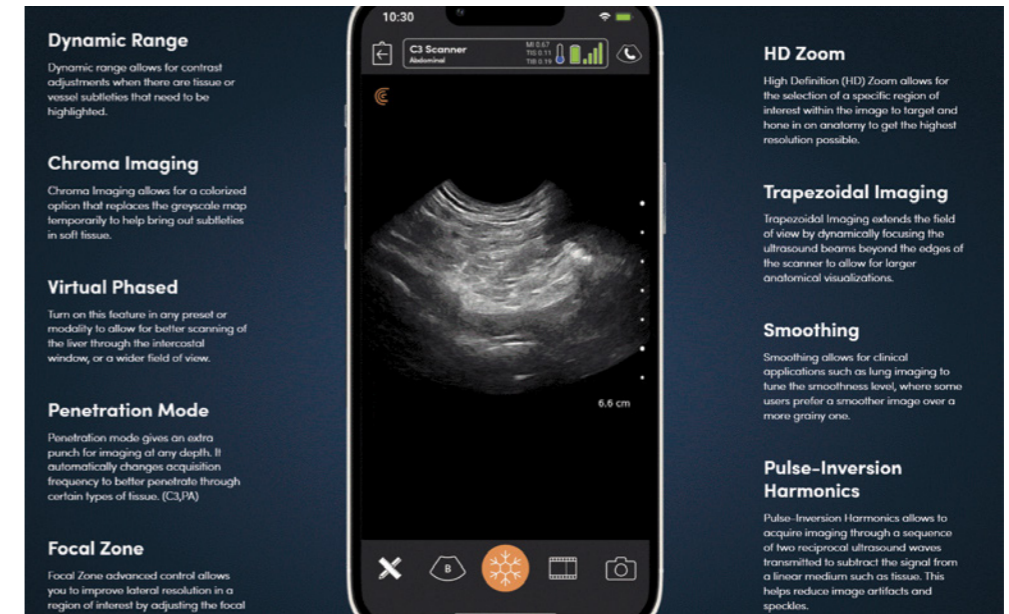 Dynamic Range
Dynamic range allows for contrast
adjustments when there are tissue or
vessel subtleties that need to be
highlighted.
Chroma Imaging
Chroma Imaging allows for a colorized
option that replaces the greyscale map
temporarily to help bring out subtleties
in soft tissue.
Virtual Phased
Turn on this feature in any preset or
modality to allow for better scanning of
the liver through the intercostal
window, or a wider field of view.
Penetration Mode
Penetration mode gives an extra
punch for imaging at any depth. It
automatically changes acquisition
frequency to better penetrate through
certain types of tissue. (C3,PA)
Focal Zone
Focal Zone advanced control allows
you to improve lateral resolution in a
region of interest by adjusting the focal
10:30
C3 Scanner
Abdominal
MI 0.67
TIS 0.11
TIB 0.19
6.6 cm
B
HD Zoom
High Definition (HD) Zoom allows for
the selection of a specific region of
interest within the image to target and
hone in on anatomy to get the highest
resolution possible.
Trapezoidal Imaging
Trapezoidal Imaging extends the field
of view by dynamically focusing the
ultrasound beams beyond the edges of
the scanner to allow for larger
anatomical visualizations.
Smoothing
Smoothing allows for clinical
applications such as lung imaging to
tune the smoothness level, where some
users prefer a smoother image over a
more grainy one.
Pulse-Inversion
Harmonics
Pulse-Inversion Harmonics allows to
acquire imaging through a sequence
of two reciprocal ultrasound waves
transmitted to subtract the signal from
a linear medium such as tissue. This
helps reduce image artifacts and
speckles.